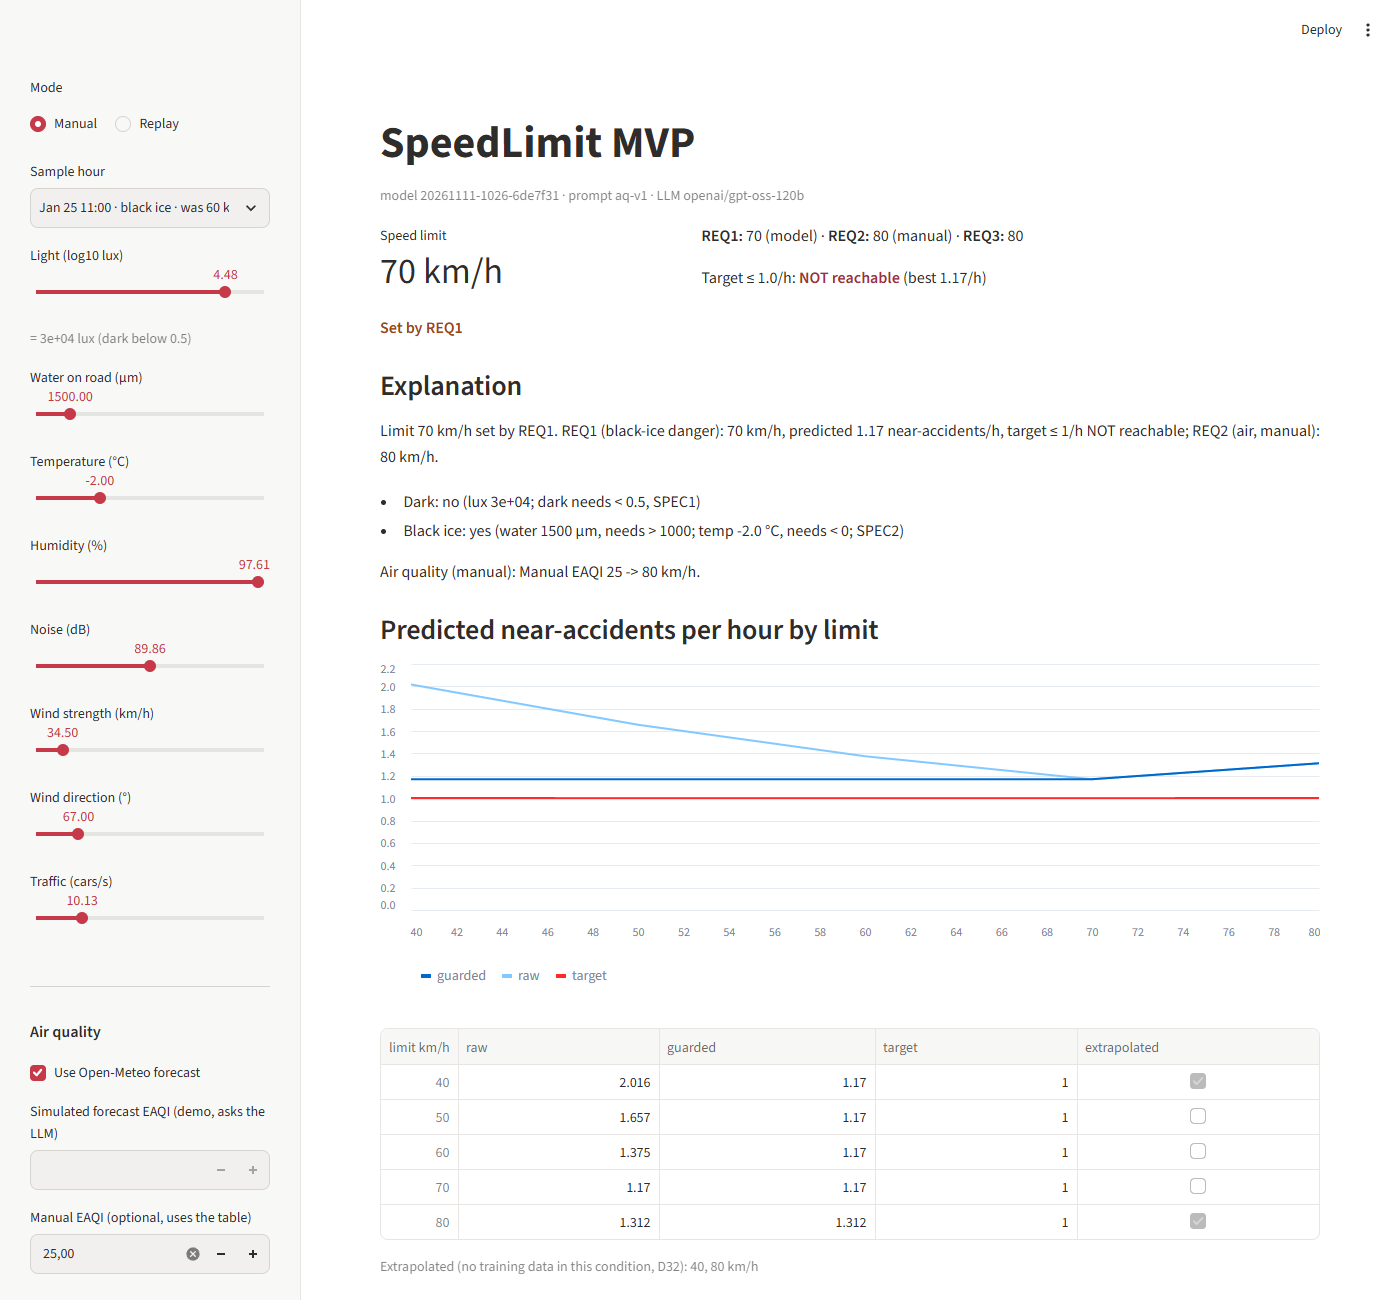 Deploy
Mode
Manual
Replay
Sample hour
Jan 25 11:00 · black ice · was 60 k
Light (log10 lux)
4.48
= 3e+04 lux (dark below 0.5)
Water on road (µm)
1500.00
Temperature (°C)
-2.00
Humidity (%)
97.61
Noise (dB)
89.86
Wind strength (km/h)
34.50
Wind direction (°)
67.00
Traffic (cars/s)
10.13
Air quality
Use Open-Meteo forecast
Simulated forecast EAQI (demo, asks the
LLM)
Manual EAQI (optional, uses the table)
25,00
SpeedLimit MVP
model 20261111-1026-6de7f31 · prompt aq-v1 · LLM openai/gpt-oss-120b
Speed limit
70 km/h
Set by REQ1
REQ1: 70 (model) · REQ2: 80 (manual) · REQ3: 80
Target ≤ 1.0/h: NOT reachable (best 1.17/h)
Explanation
Limit 70 km/h set by REQ1. REQ1 (black-ice danger): 70 km/h, predicted 1.17 near-accidents/h, target ≤ 1/h NOT reachable; REQ2 (air, manual):
80 km/h.
• Dark: no (lux 3e+04; dark needs < 0.5, SPEC1)
• Black ice: yes (water 1500 µm, needs > 1000; temp -2.0 °C, needs < 0; SPEC2)
Air quality (manual): Manual EAQI 25 -> 80 km/h.
Predicted near-accidents per hour by limit
2.2
2.0
1.8
1.6
1.4
1.2
1.0
0.8
0.6
0.4
0.2
0.0
40 42 44 46 48 50 52 54 56 58 60 62 64 66 68 70 72 74 76 78 80
guarded raw target
limit km/h raw guarded target extrapolated
40 2.016 1.17 1
50 1.657 1.17 1
60 1.375 1.17 1
70 1.17 1.17 1
80 1.312 1.312 1
Extrapolated (no training data in this condition, D32): 40, 80 km/h